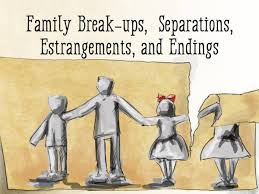 Family Break-ups, Separations,
Estrangements, and Endings